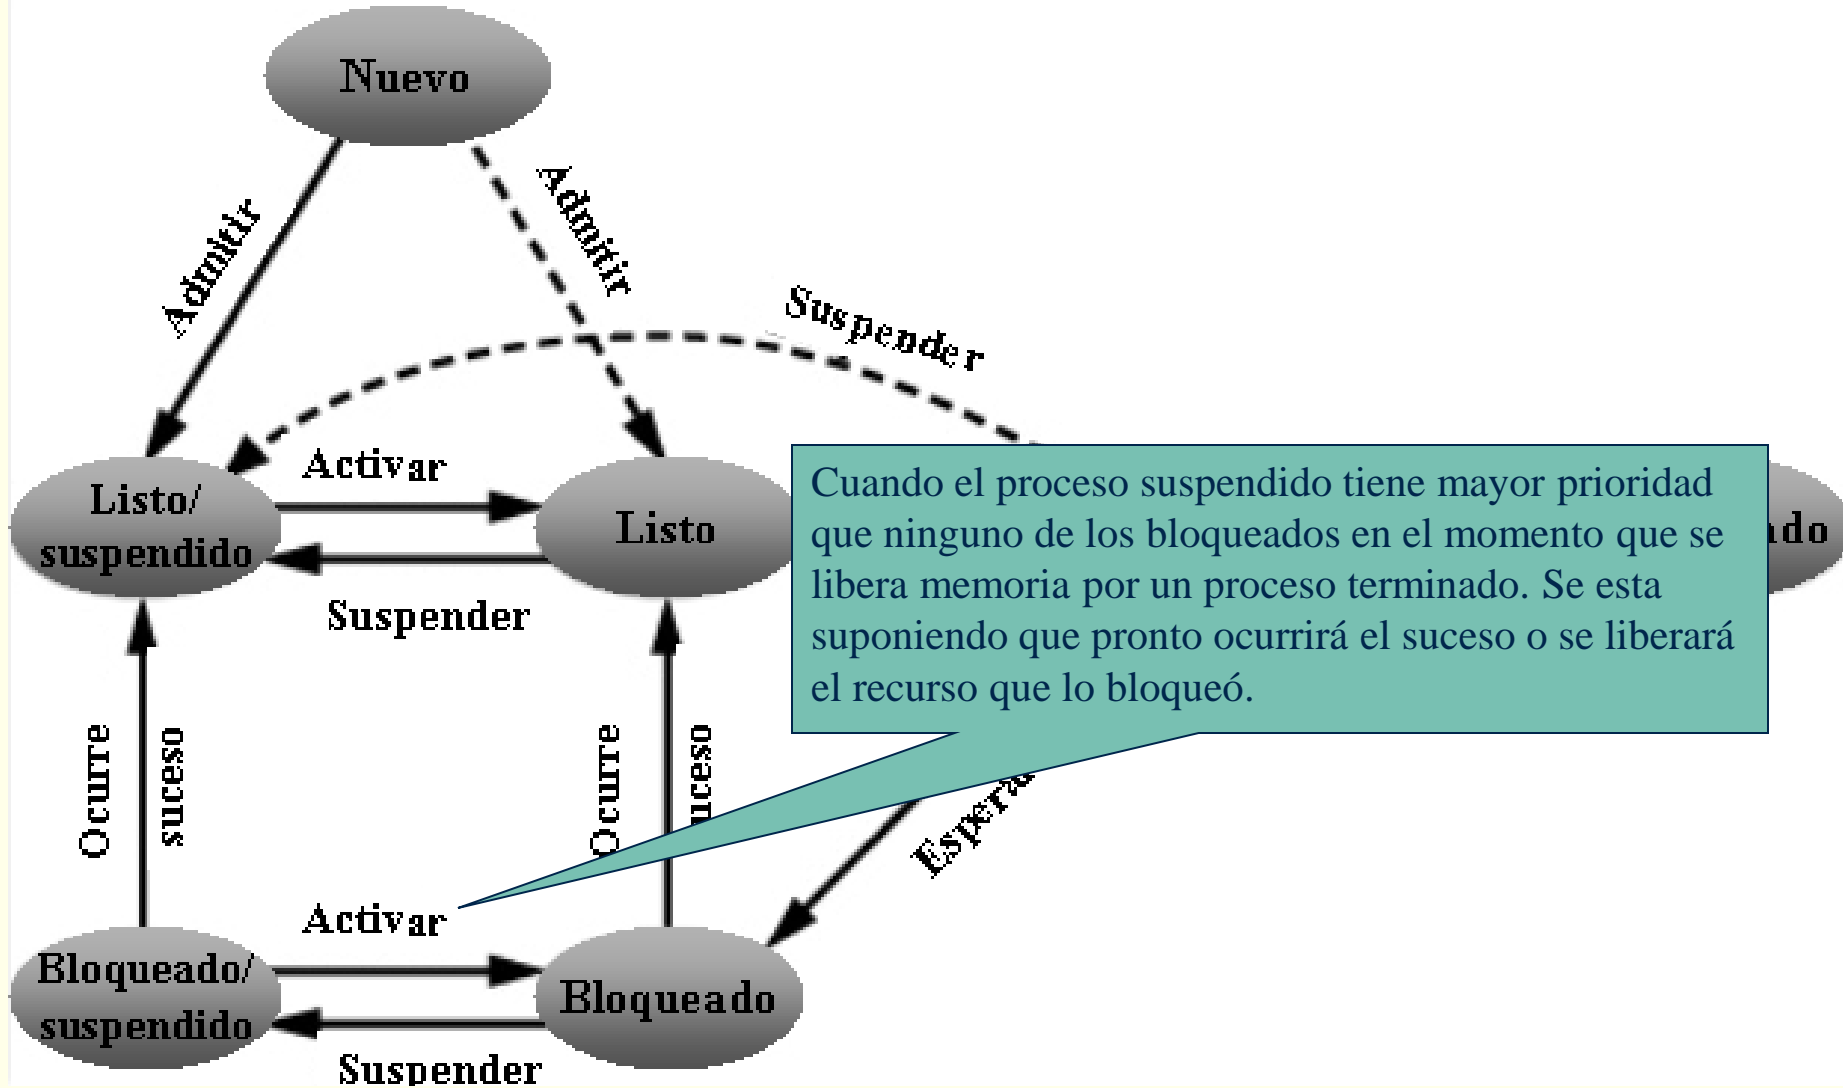 Nuevo
Admitir
Admitir
Suspender
Activar
Listo/
suspendido
Listo
Suspender
Cuando el proceso suspendido tiene mayor prioridad
que ninguno de los bloqueados en el momento que se
libera memoria por un proceso terminado. Se esta
suponiendo que pronto ocurrirá el suceso o se liberará
el recurso que lo bloqueó.
Ocurre
suceso
Ocurre
Activar
Bloqueado/
suspendido
Bloqueado
Suspender